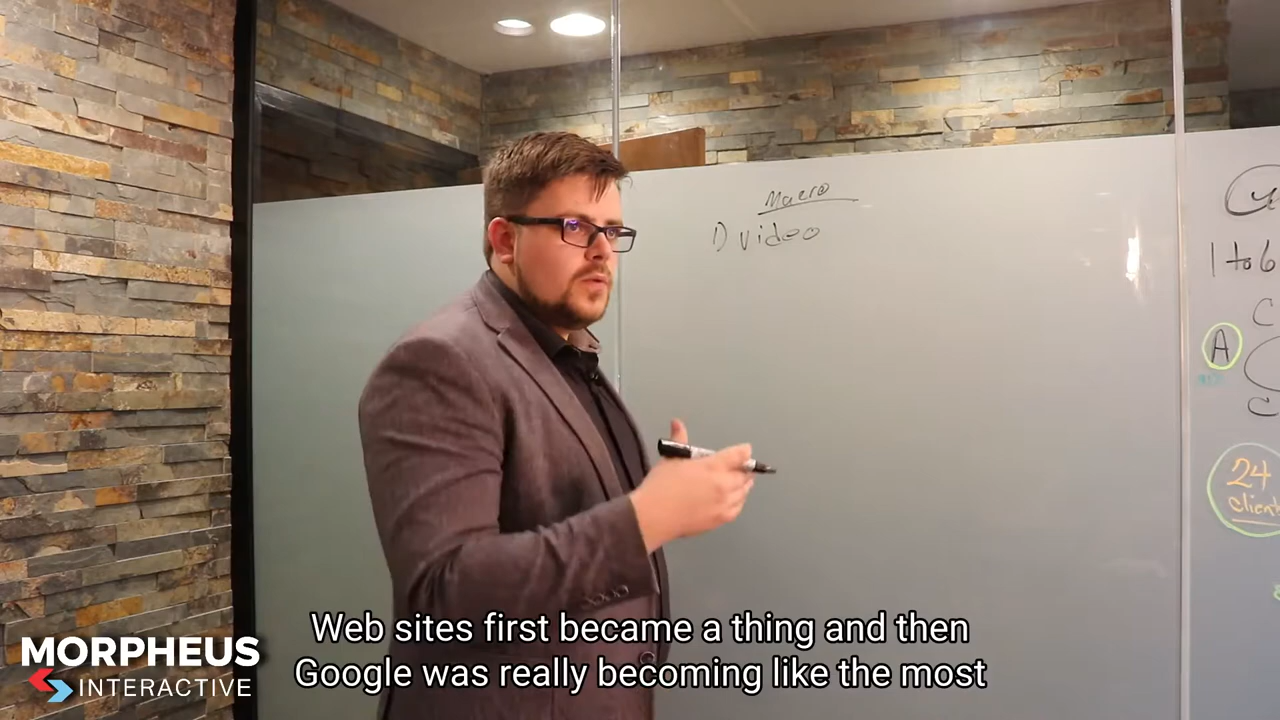 Macro
1) video
1 to 6
A
24
Web sites first became a thing and then
Google was really becoming like the most
MORPHEUS
INTERACTIVE